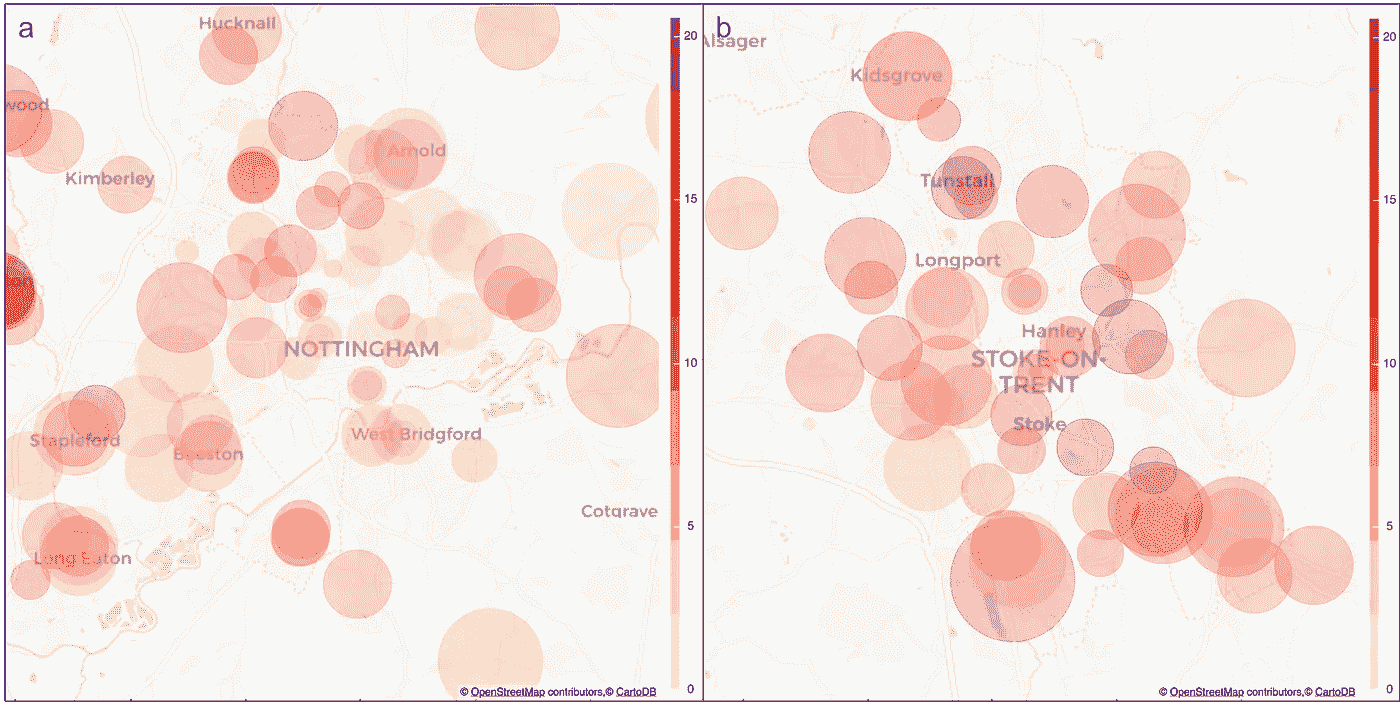 a
Hucknall
20
wood
Arnold
Kimberley
15
on
NOTTINGHAM
10
Stapleford
West Bridgford
Beeston
5
Cotgrave
Long Eaton
0
© OpenStreetMap contributors,© CartoDB
b
20
Alsager
Kidsgrove
Tunstall
15
Longport
Hanley
STOKE-ON-
TRENT
10
Stoke
5
0
© OpenStreetMap contributors,© CartoDB